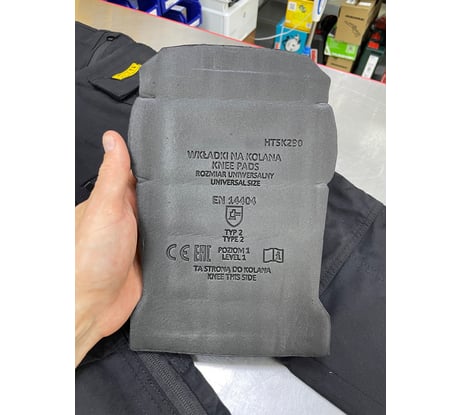 HT5K290
WKŁADKI NA KOLANA
KNEE PADS
ROZMIAR UNIWERSALNY
UNIVERSAL SIZE
EN 14404
TYP 2
TYPE 2
CE EAC
POZIOM 1
LEVEL 1
TA STRONĄ DO KOLANA
KNEE THIS SIDE